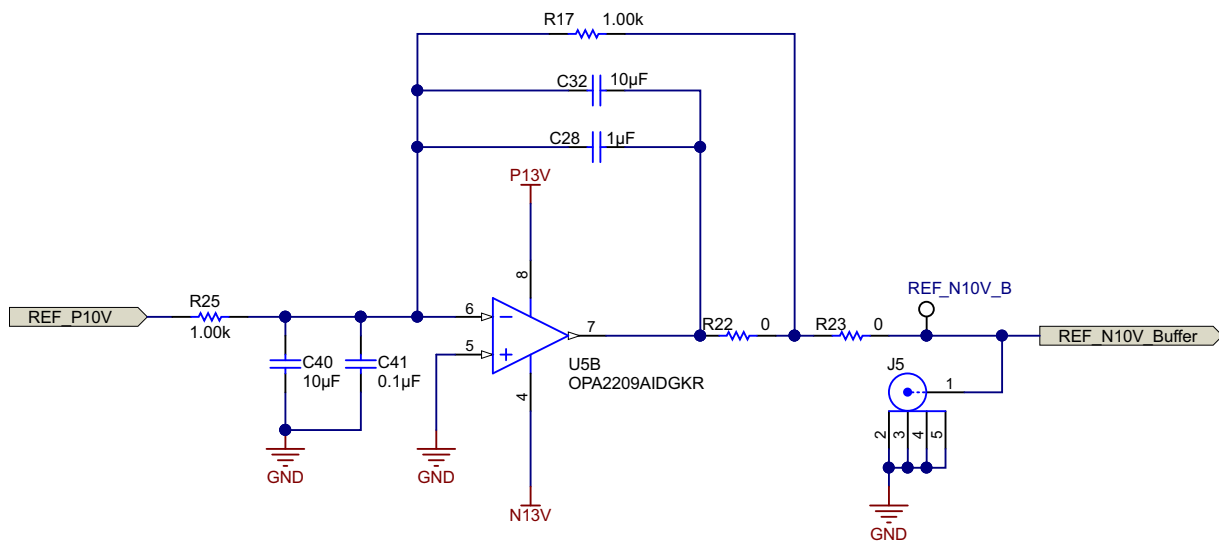 R17 1.00k
C32 10µF
C28 1µF
P13V
8
REF_P10V
R25
1.00k
C40
10µF
C41
0.1µF
6
5
7
4
U5B
OPA2209AIDGKR
R22 0
R23 0
REF_N10V_B
REF_N10V_Buffer
J5
1
2
3
4
5
GND
GND
N13V
GND